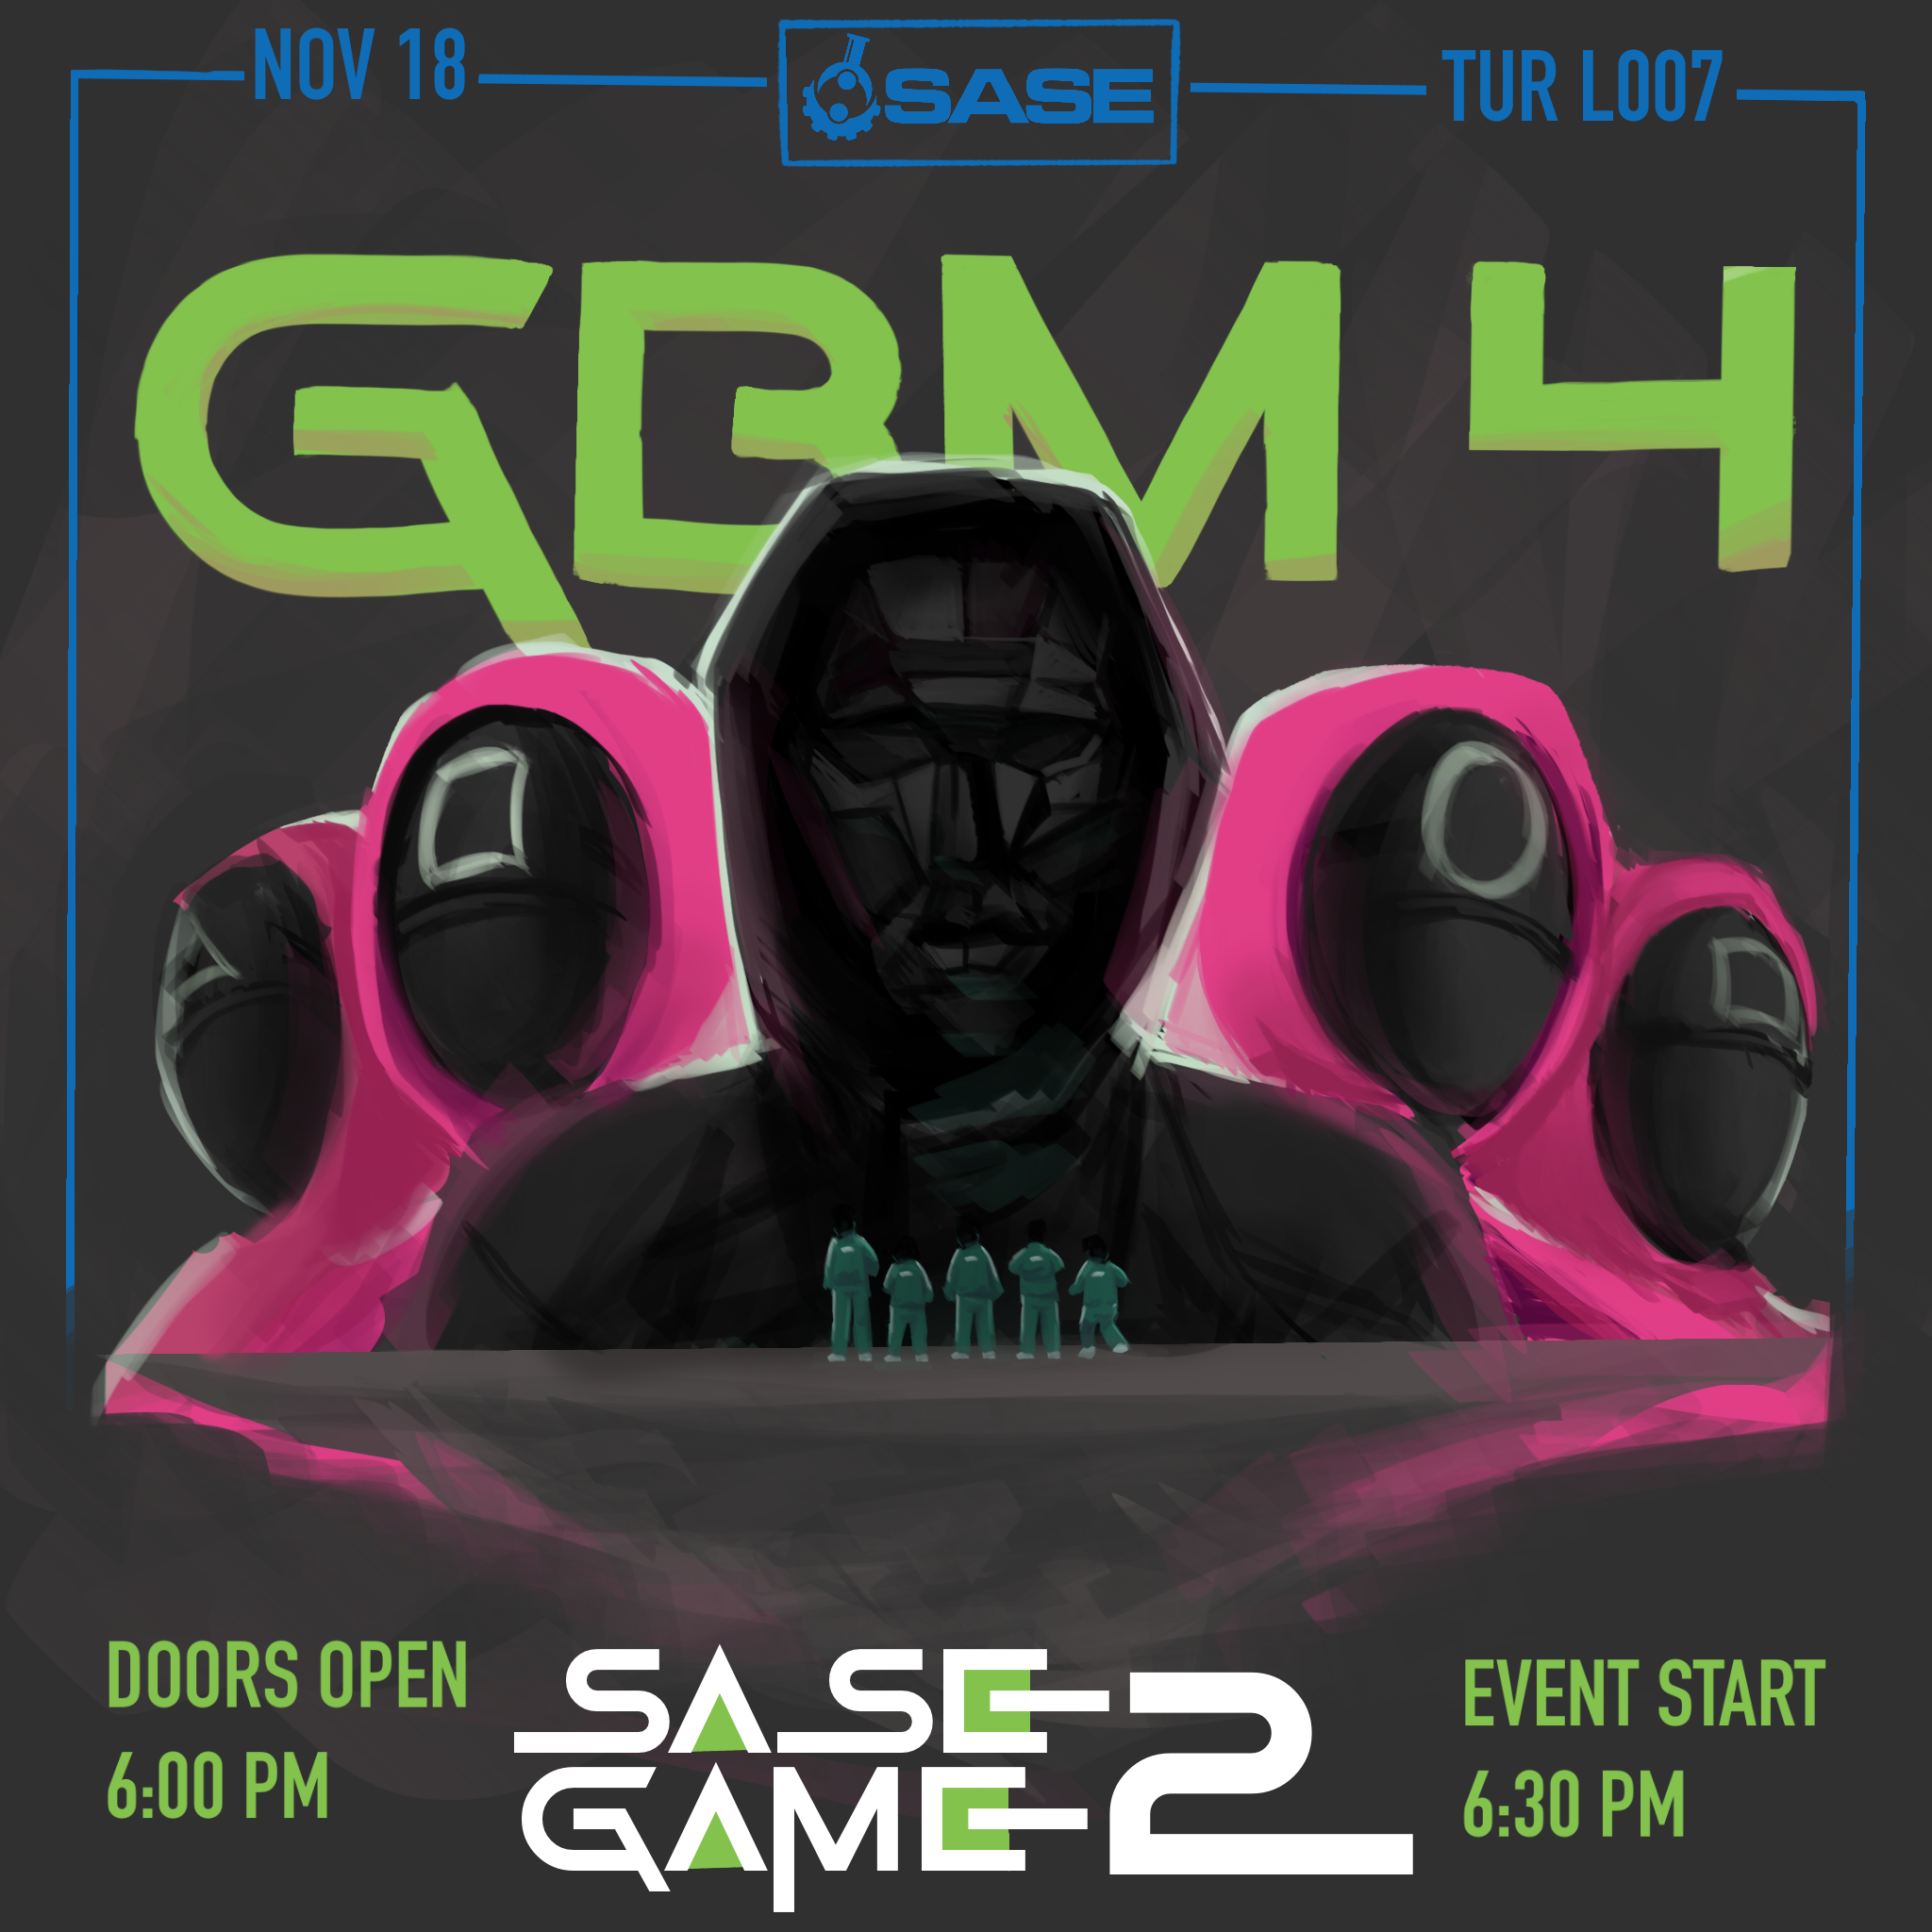 NOV 18
SASE
TUR L007
GBM 4
DOORS OPEN
6:00 PM
SASE
GAME 2
EVENT START
6:30 PM